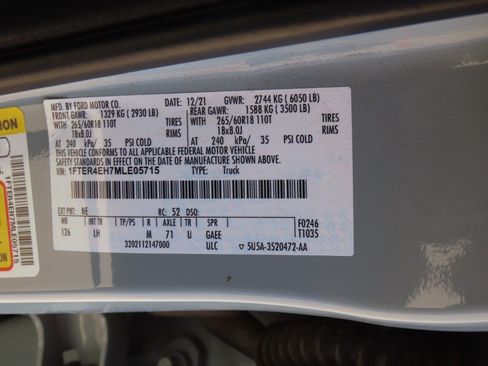 MFD. BY FORD MOTOR CO.
12/21 GVWR: 2744 KG (6050 LB)
FRONT GAWR: 1329 KG (2930 LB)
REAR GAWR: 1588 KG (3500 LB)
WITH 265/60R18 110T TIRES
WITH 265/60R18 110T TIRES
18x8.0J RIMS
18x8.0J RIMS
AT 240 kPa/ 35 PSI COLD
AT 240 kPa/ 35 PSI COLD
THIS VEHICLE CONFORMS TO ALL APPLICABLE FEDERAL MOTOR VEHICLE
SAFETY STANDARDS IN EFFECT ON THE DATE OF MANUFACTURE SHOWN ABOVE.
VIN: 1FTER4EH7MLE05715 TYPE: Truck
EXT PNT: NE RC: 52 DSO:
WB INT TR TP/PS R AXLE TR SPR F0246
126 LH M 71 U GAEE T1035
3202112147000 ULC 5U5A-3520472-AA
1FTER4EH7MLE05715